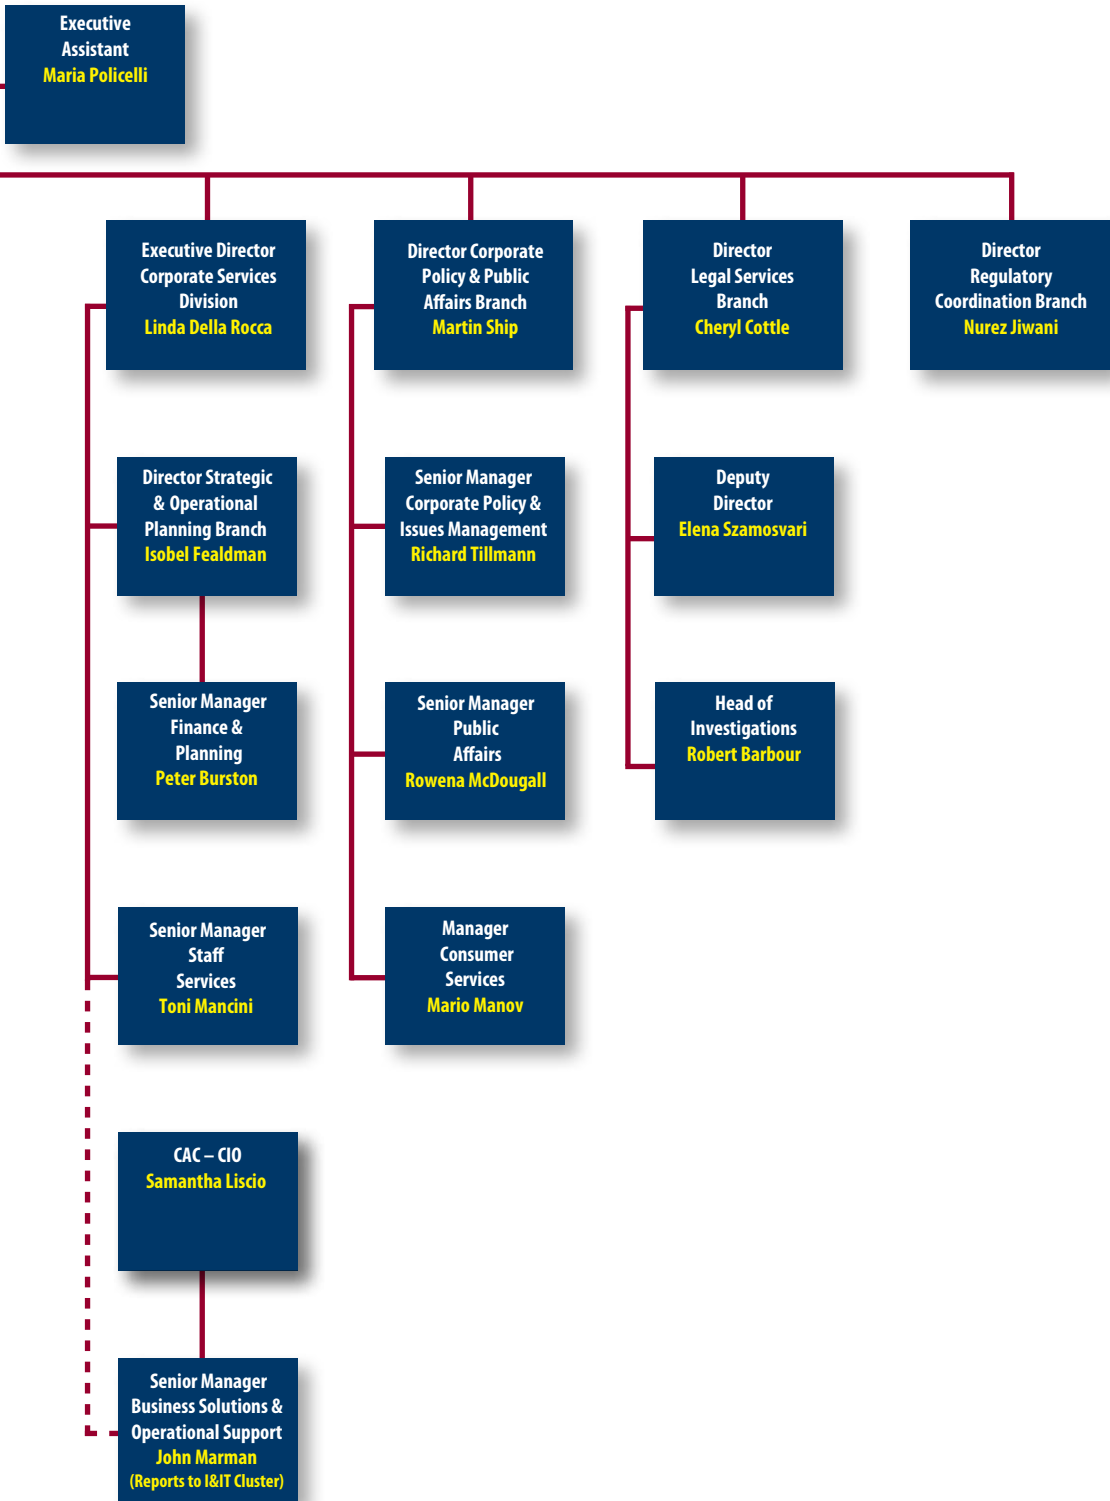 Executive
Assistant
Maria Policelli
Executive Director
Corporate Services
Division
Linda Della Rocca
Director Corporate
Policy & Public
Affairs Branch
Martin Ship
Director
Legal Services
Branch
Cheryl Cottle
Director
Regulatory
Coordination Branch
Nurez Jiwani
Director Strategic
& Operational
Planning Branch
Isobel Fealdman
Senior Manager
Corporate Policy &
Issues Management
Richard Tillmann
Deputy
Director
Elena Szamosvari
Senior Manager
Finance &
Planning
Peter Burston
Senior Manager
Public
Affairs
Rowena McDougall
Head of
Investigations
Robert Barbour
Senior Manager
Staff
Services
Toni Mancini
Manager
Consumer
Services
Mario Manov
CAC – CIO
Samantha Liscio
Senior Manager
Business Solutions &
Operational Support
John Marman
(Reports to I&IT Cluster)